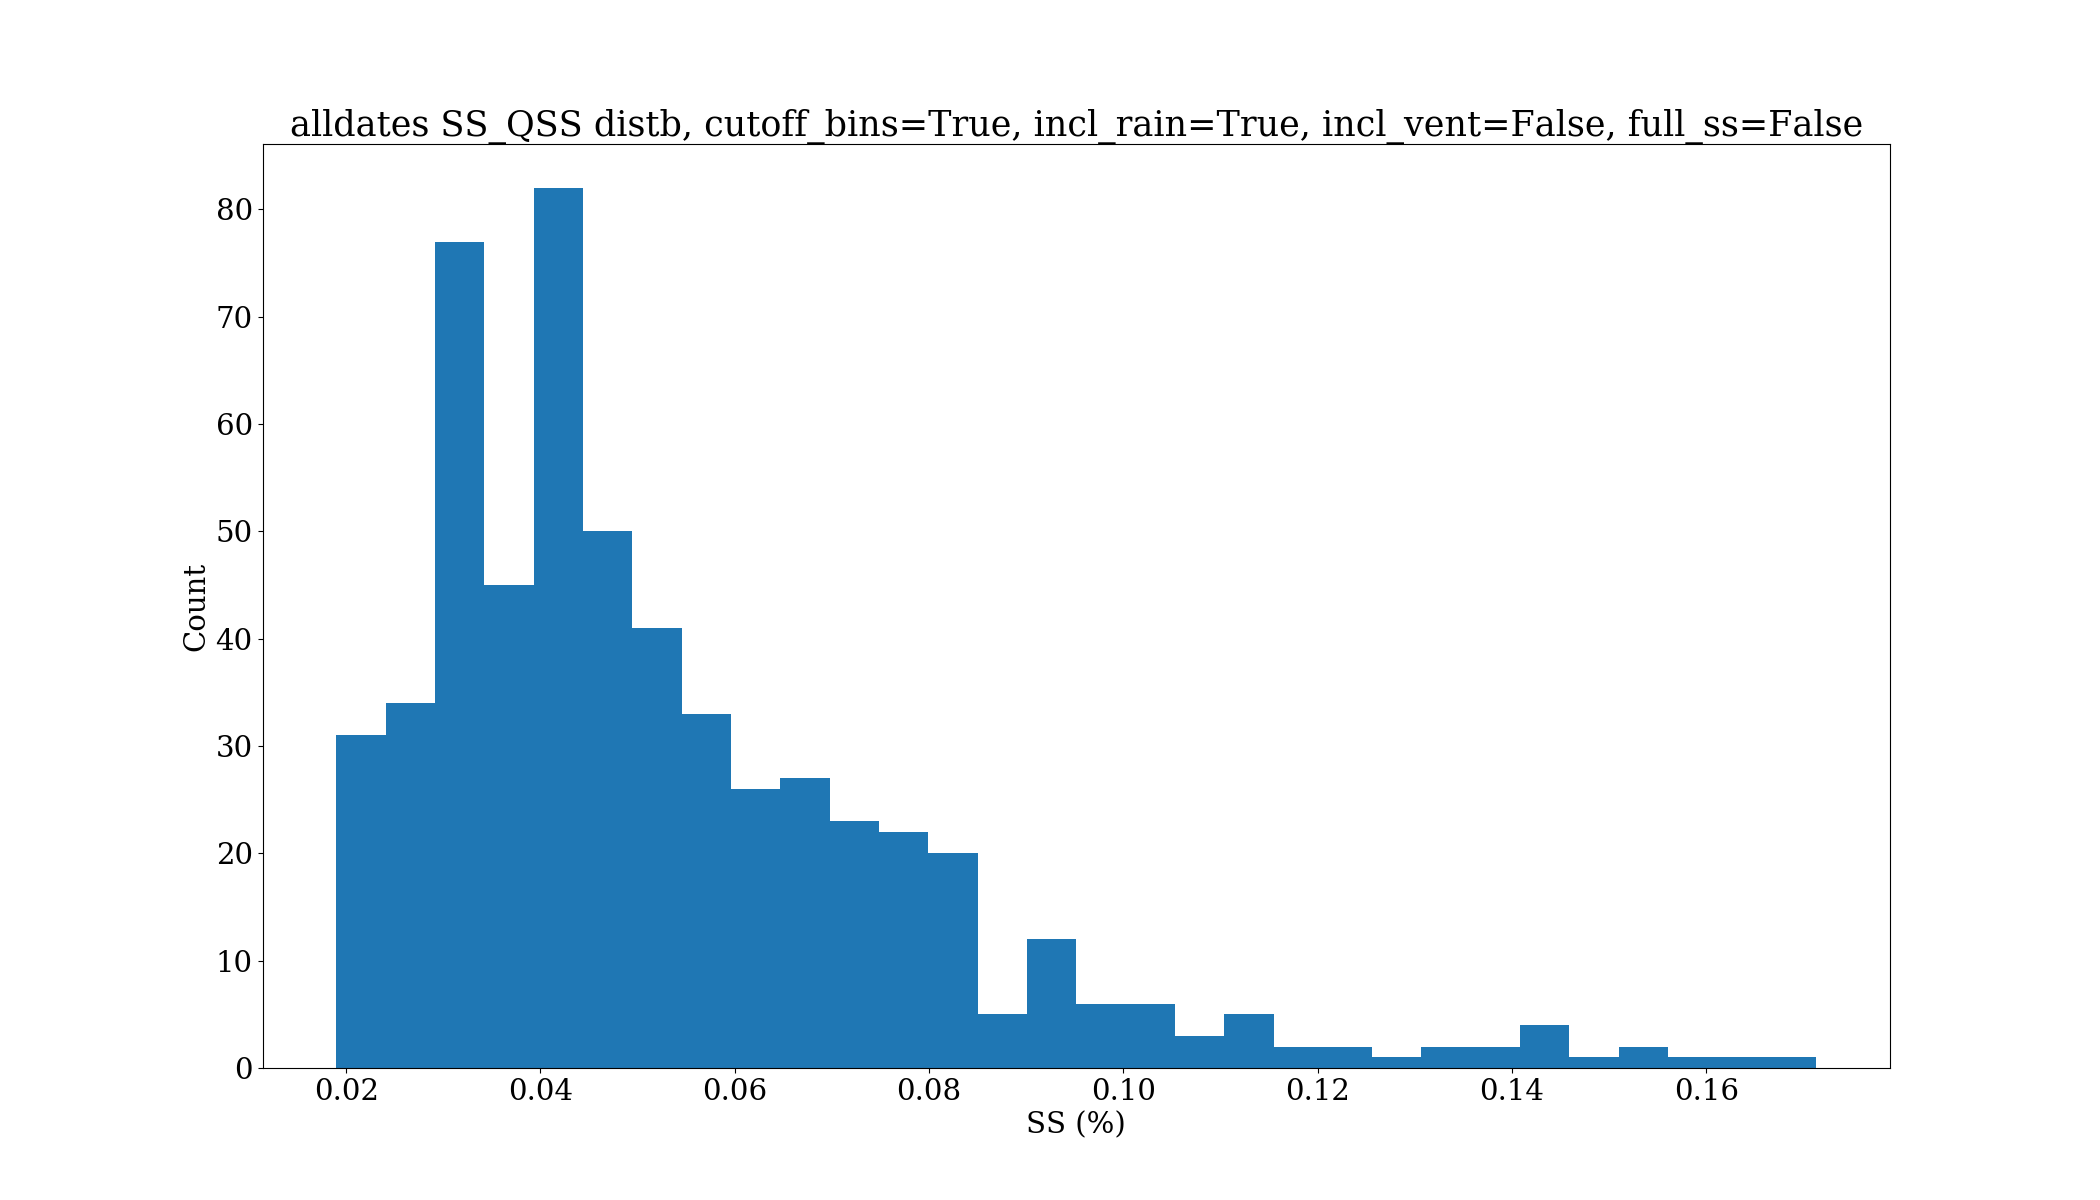 alldates SS_QSS distb, cutoff_bins=True, incl_rain=True, incl_vent=False, full_ss=False
80
70
60
50
40
30
20
10
0
Count
0.02 0.04 0.06 0.08 0.10 0.12 0.14 0.16
SS (%)